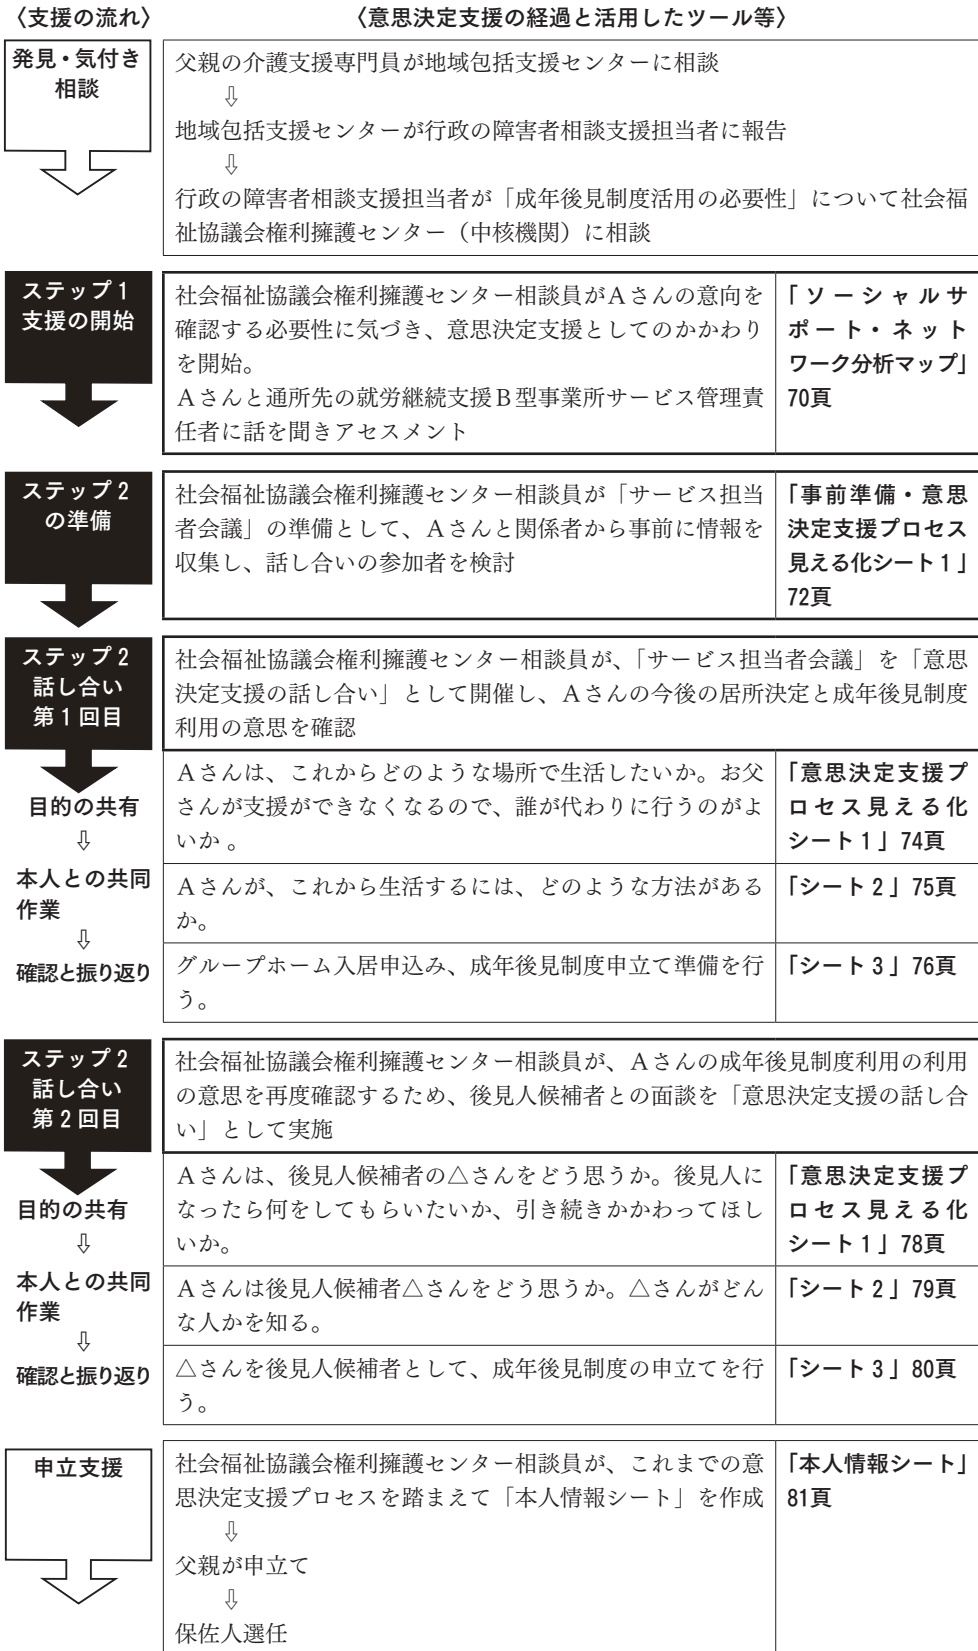 〈支援の流れ〉
〈意思決定支援の経過と活用したツール等〉
発見・気付き
相談
父親の介護支援専門員が地域包括支援センターに相談
⇩
地域包括支援センターが行政の障害者相談支援担当者に報告
⇩
行政の障害者相談支援担当者が「成年後見制度活用の必要性」について社会福
祉協議会権利擁護センター（中核機関）に相談
ステップ1
支援の開始
社会福祉協議会権利擁護センター相談員がAさんの意向を
確認する必要性に気づき、意思決定支援としてのかかわり
を開始。
Aさんと通所先の就労継続支援B型事業所サービス管理責
任者に話を聞きアセスメント
「ソーシャルサ
ポート・ネット
ワーク分析マップ」
70頁
ステップ2
の準備
社会福祉協議会権利擁護センター相談員が「サービス担当
者会議」の準備として、Aさんと関係者から事前に情報を
収集し、話し合いの参加者を検討
「事前準備・意思
決定支援プロセス
見える化シート1」
72頁
ステップ2
話し合い
第1回目
社会福祉協議会権利擁護センター相談員が、「サービス担当者会議」を「意思
決定支援の話し合い」として開催し、Aさんの今後の居所決定と成年後見制度
利用の意思を確認
目的の共有
⇩
本人との共同
作業
⇩
確認と振り返り
Aさんは、これからどのような場所で生活したいか。お父
さんが支援ができなくなるので、誰が代わりに行うのがよ
いか 。
「意思決定支援プ
ロセス見える化
シート1」74頁
Aさんが、これから生活するには、どのような方法がある
か。
「シート2」75頁
グループホーム入居申込み、成年後見制度申立て準備を行
う。
「シート3」76頁
ステップ2
話し合い
第2回目
社会福祉協議会権利擁護センター相談員が、Aさんの成年後見制度利用の利用
の意思を再度確認するため、後見人候補者との面談を「意思決定支援の話し合
い」として実施
目的の共有
⇩
本人との共同
作業
⇩
確認と振り返り
Aさんは、後見人候補者の△さんをどう思うか。後見人に
なったら何をしてもらいたいか、引き続きかかわってほし
いか。
「意思決定支援プ
ロセス見える化
シート1」78頁
Aさんは後見人候補者△さんをどう思うか。△さんがどん
な人かを知る。
「シート2」79頁
△さんを後見人候補者として、成年後見制度の申立てを行
う。
「シート3」80頁
申立支援
社会福祉協議会権利擁護センター相談員が、これまでの意
思決定支援プロセスを踏まえて「本人情報シート」を作成
⇩
父親が申立て
⇩
保佐人選任
「本人情報シート」
81頁